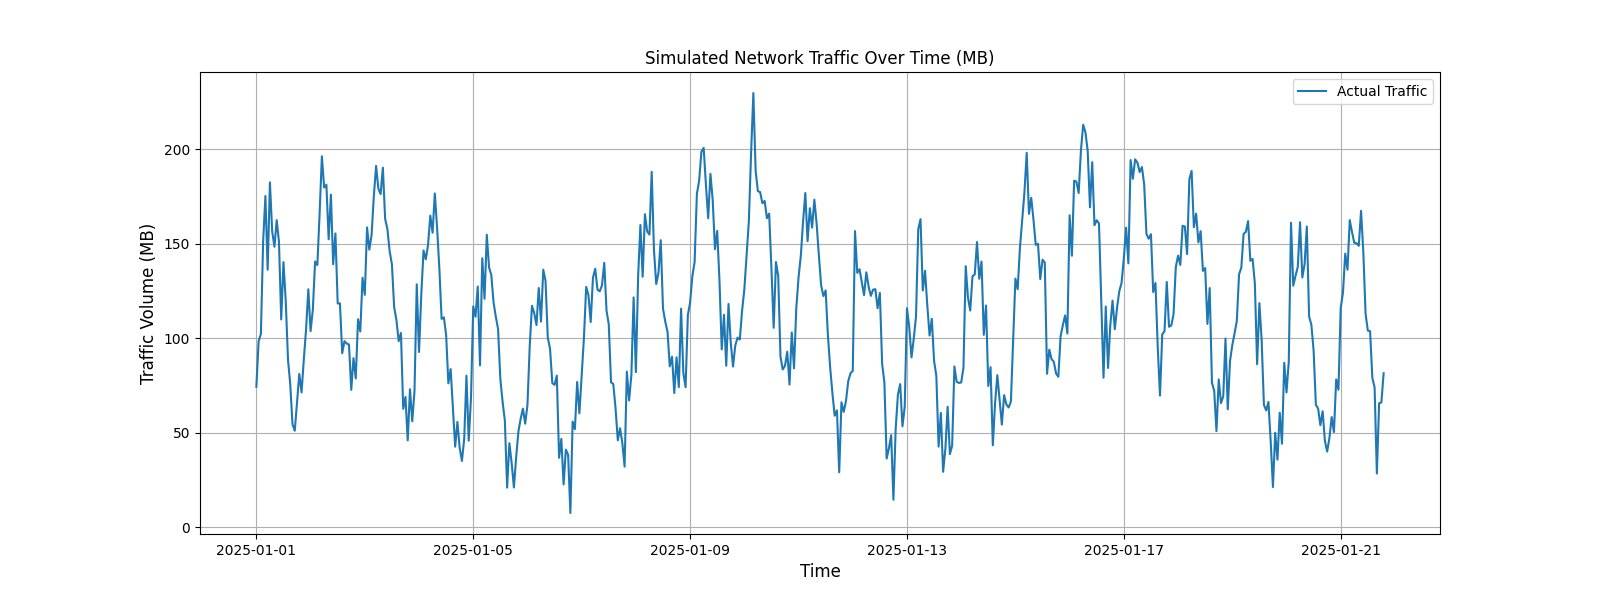 Simulated Network Traffic Over Time (MB)
Actual Traffic
Traffic Volume (MB)
200
150
100
50
0
2025-01-01
2025-01-05
2025-01-09
2025-01-13
2025-01-17
2025-01-21
Time